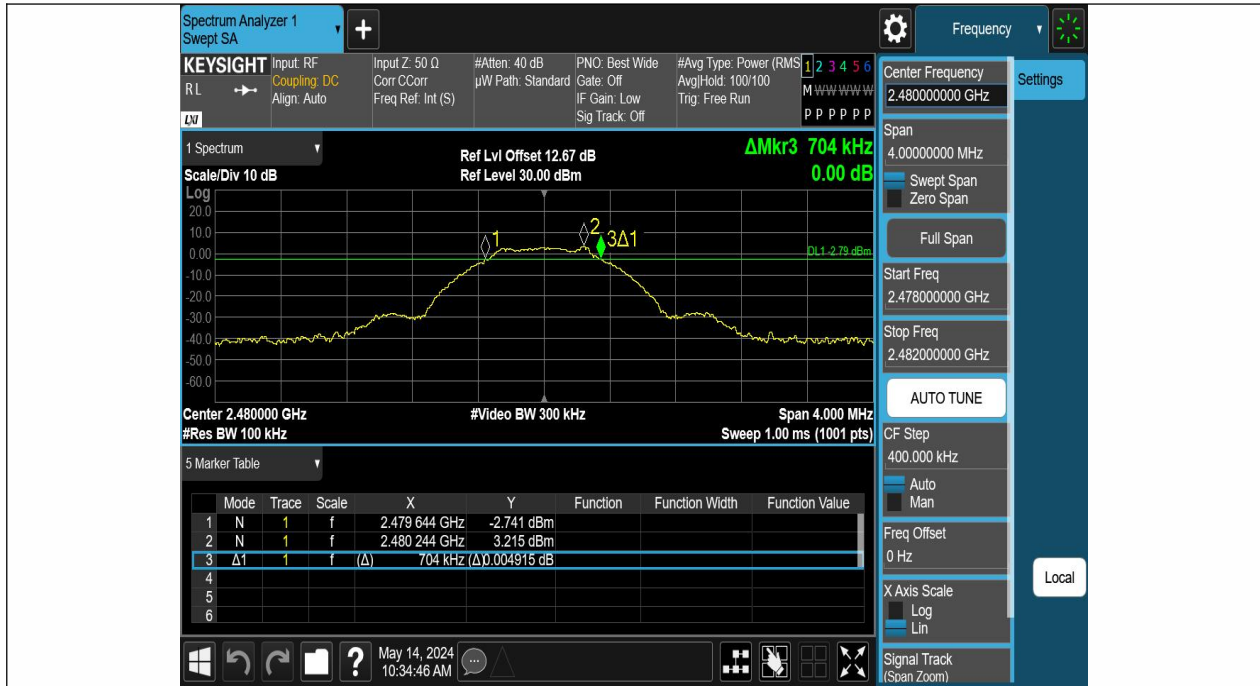 Spectrum Analyzer 1
Swept SA
Frequency
KEYSIGHT
RL
LXI
Input: RF
Coupling: DC
Align: Auto
Input Z: 50 Ω
Corr CCorr
Freq Ref: Int (S)
#Atten: 40 dB
µW Path: Standard
PNO: Best Wide
Gate: Off
IF Gain: Low
Sig Track: Off
#Avg Type: Power (RMS
Avg|Hold: 100/100
Trig: Free Run
1 2 3 4 5 6
M W W W W W
P P P P P P
1 Spectrum
Scale/Div 10 dB
Ref Lvl Offset 12.67 dB
Ref Level 30.00 dBm
ΔMkr3 704 kHz
0.00 dB
Log
20.0
10.0
0.00
-10.0
-20.0
-30.0
-40.0
-50.0
-60.0
1
2
3Δ1
DL1 -2.79 dBm
Center 2.480000 GHz
#Video BW 300 kHz
Span 4.000 MHz
#Res BW 100 kHz
Sweep 1.00 ms (1001 pts)
5 Marker Table
Mode Trace Scale X Y Function Function Width Function Value
1 N 1 f 2.479 644 GHz -2.741 dBm
2 N 1 f 2.480 244 GHz 3.215 dBm
3 Δ1 1 f (Δ) 704 kHz (Δ)0.004915 dB
4
5
6
?
May 14, 2024
10:34:46 AM
Center Frequency
2.480000000 GHz
Span
4.00000000 MHz
Swept Span
Zero Span
Full Span
Start Freq
2.478000000 GHz
Stop Freq
2.482000000 GHz
AUTO TUNE
CF Step
400.000 kHz
Auto
Man
Freq Offset
0 Hz
X Axis Scale
Log
Lin
Signal Track
(Span Zoom)
Settings
Local